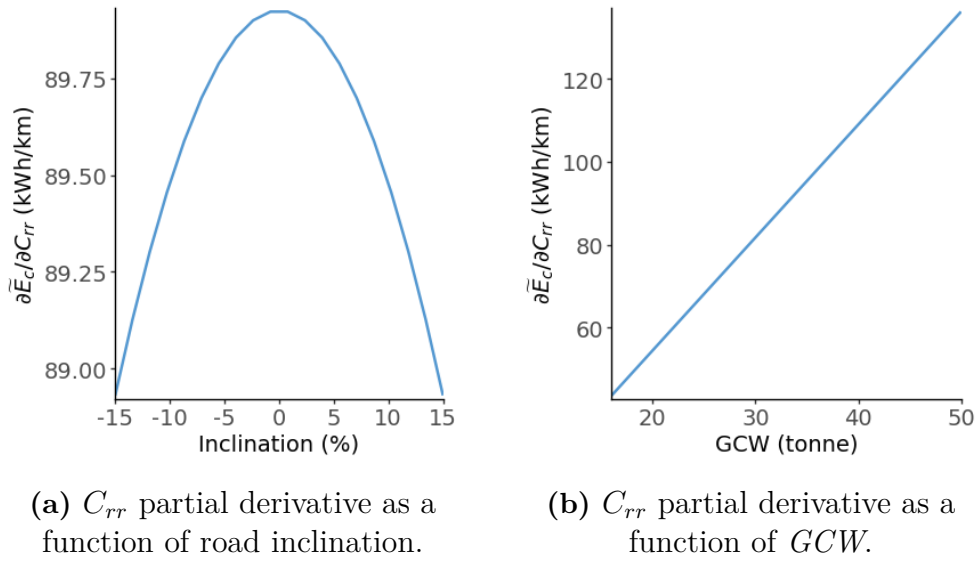 89.75
89.50
89.25
89.00
∂Ẽc/∂Crr (kWh/km)
-15 -10 -5 0 5 10 15
Inclination (%)
(a) Crr partial derivative as a
function of road inclination.
120
100
80
60
∂Ẽc/∂Crr (kWh/km)
20 30 40 50
GCW (tonne)
(b) Crr partial derivative as a
function of GCW.